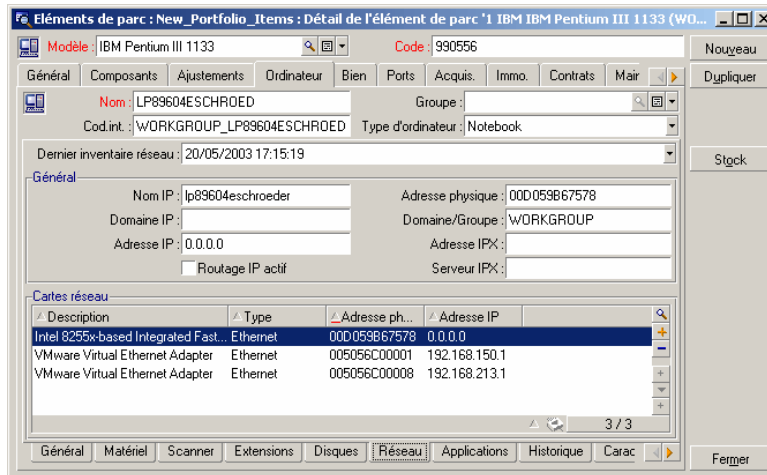 Eléments de parc : New_Portfolio_Items : Détail de l'élément de parc '1 IBM IBM Pentium III 1133 (WO...
Modèle : IBM Pentium III 1133 Code : 990556 Nouveau
Général Composants Ajustements Ordinateur Bien Ports Acquis. Immo. Contrats Mair Dupliquer
Nom : LP89604ESCHROED Groupe :
Cod.int. : WORKGROUP_LP89604ESCHROED Type d'ordinateur : Notebook
Dernier inventaire réseau : 20/05/2003 17:15:19 Stock
Général
Nom IP : lp89604eschroeder Adresse physique : 00D059B67578
Domaine IP : Domaine/Groupe : WORKGROUP
Adresse IP : 0.0.0.0 Adresse IPX :
Routage IP actif Serveur IPX :
Cartes réseau
Description Type Adresse ph... Adresse IP
Intel 8255x-based Integrated Fast... Ethernet 00D059B67578 0.0.0.0
VMware Virtual Ethernet Adapter Ethernet 005056C00001 192.168.150.1
VMware Virtual Ethernet Adapter Ethernet 005056C00008 192.168.213.1
3 / 3
Général Matériel Scanner Extensions Disques Réseau Applications Historique Carac Fermer